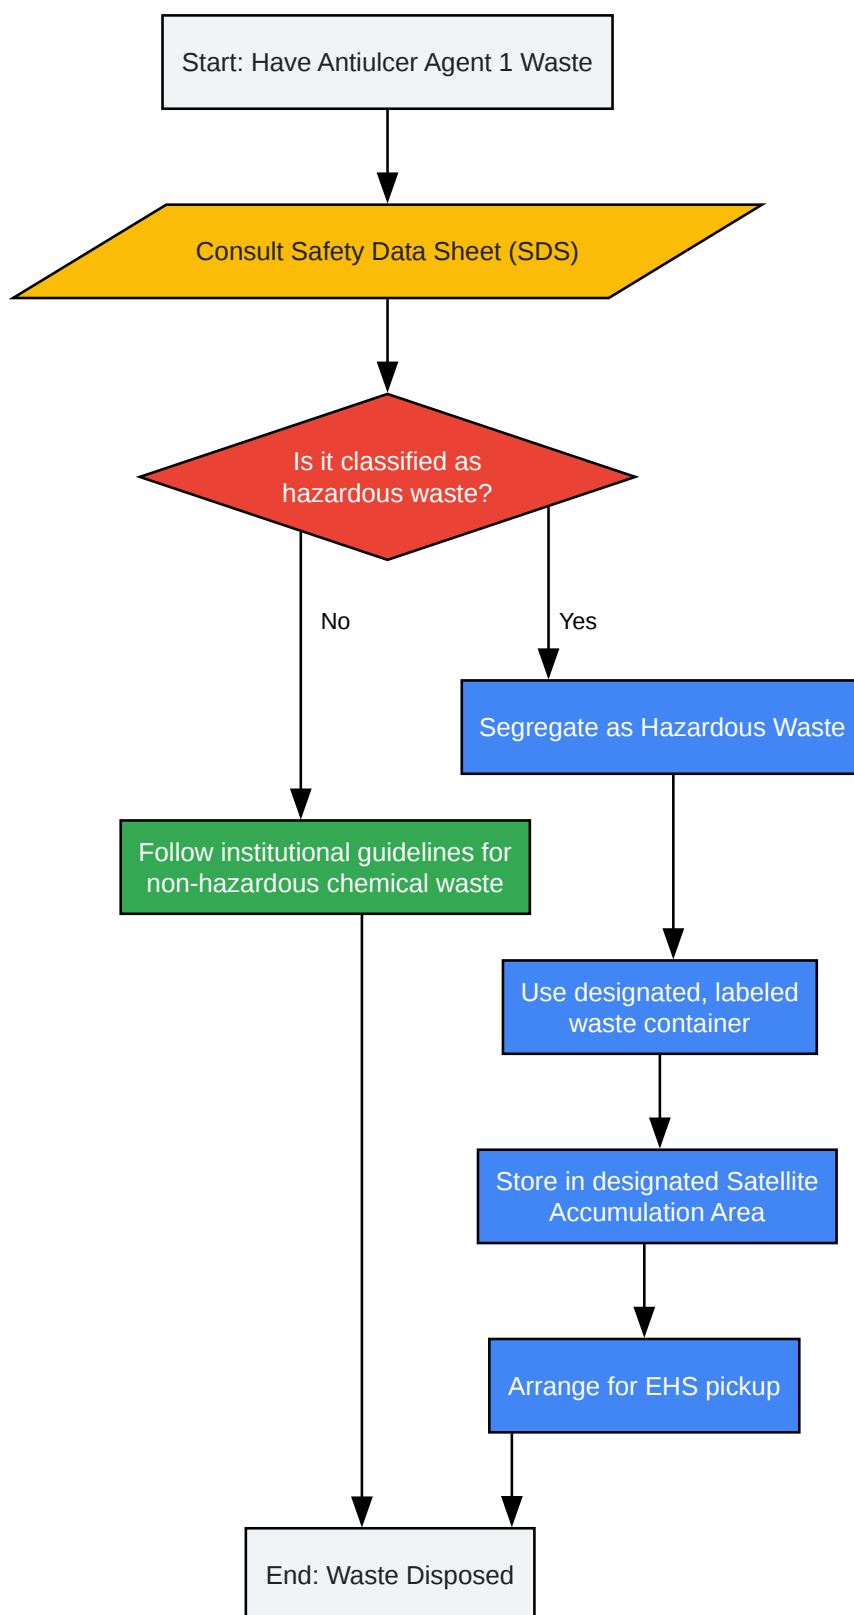 Start: Have Antiulcer Agent 1 Waste
Consult Safety Data Sheet (SDS)
Is it classified as
hazardous waste?
No
Yes
Segregate as Hazardous Waste
Follow institutional guidelines for
non-hazardous chemical waste
Use designated, labeled
waste container
Store in designated Satellite
Accumulation Area
Arrange for EHS pickup
End: Waste Disposed